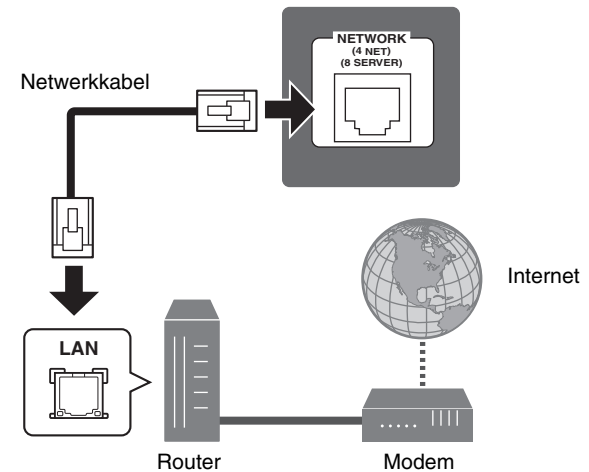 NETWORK
(4 NET)
(8 SERVER)
Netwerkkabel
Internet
LAN
Router
Modem